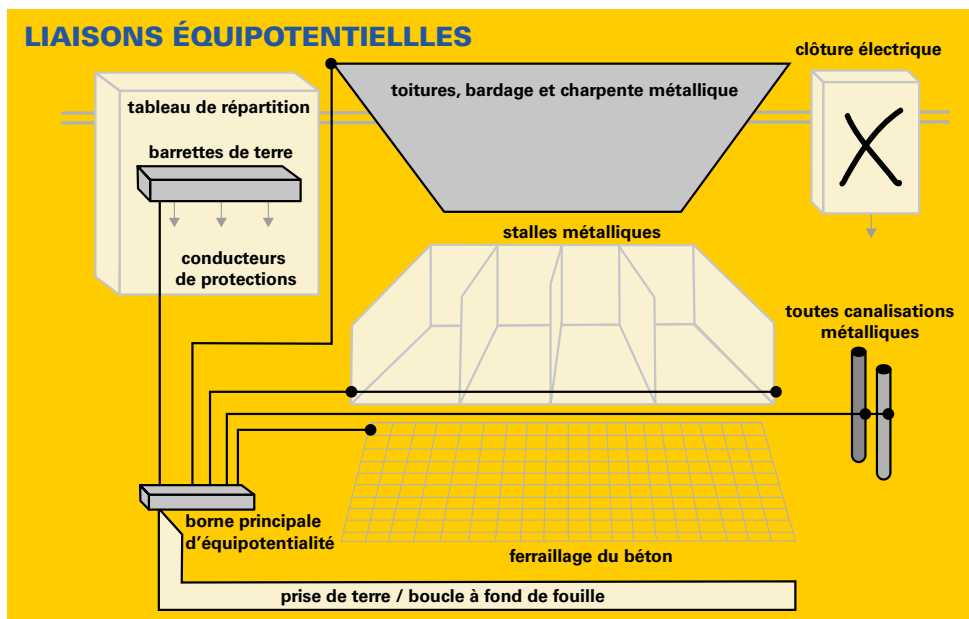 LIAISONS ÉQUIPOTENTIELLLES
clôture électrique
toitures, bardage et charpente métallique
tableau de répartition
barrettes de terre
stalles métalliques
conducteurs
de protections
toutes canalisations
métalliques
borne principale
d'équipotentialité
ferraillage du béton
prise de terre / boucle à fond de fouille